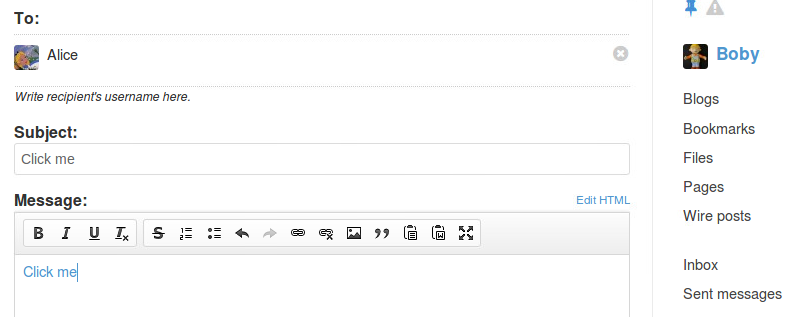 To:
Alice
Write recipient's username here.
Subject:
Click me
Message:
Edit HTML
B I U Tx S
Click me
Boby
Blogs
Bookmarks
Files
Pages
Wire posts
Inbox
Sent messages